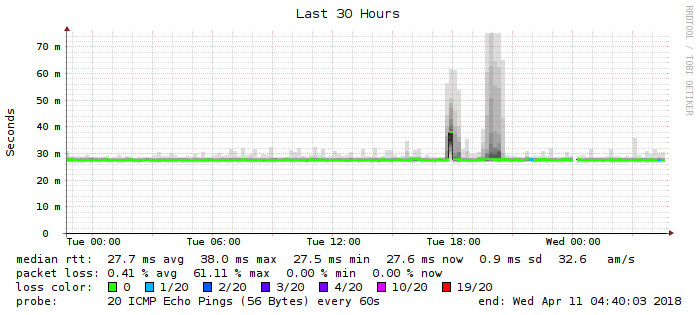 Last 30 Hours
RRDTOOL / TOBI OETIKER
Seconds
70 m
60 m
50 m
40 m
30 m
20 m
10 m
0
Tue 00:00 Tue 06:00 Tue 12:00 Tue 18:00 Wed 00:00
median rtt: 27.7 ms avg 38.0 ms max 27.5 ms min 27.6 ms now 0.9 ms sd 32.6 am/s
packet loss: 0.41 % avg 61.11 % max 0.00 % min 0.00 % now
loss color: 0 1/20 2/20 3/20 4/20 10/20 19/20
probe: 20 ICMP Echo Pings (56 Bytes) every 60s end: Wed Apr 11 04:40:03 2018